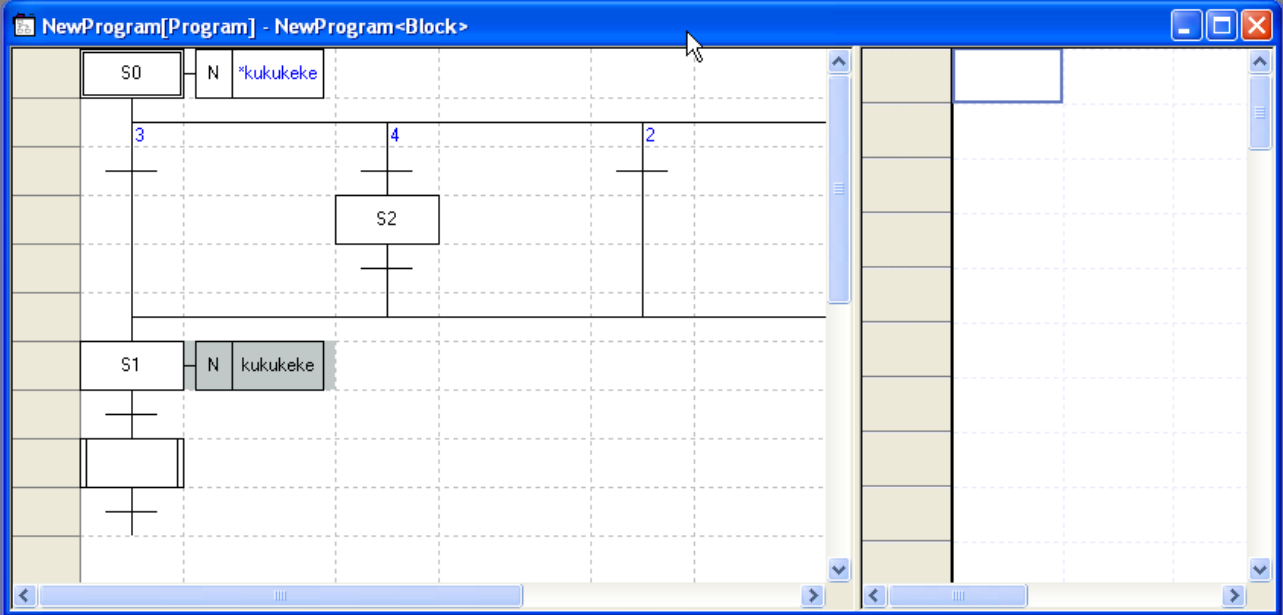 NewProgram[Program] - NewProgram<Block>
S0 N *kukukeke
3 4 2
S2
S1 N kukukeke